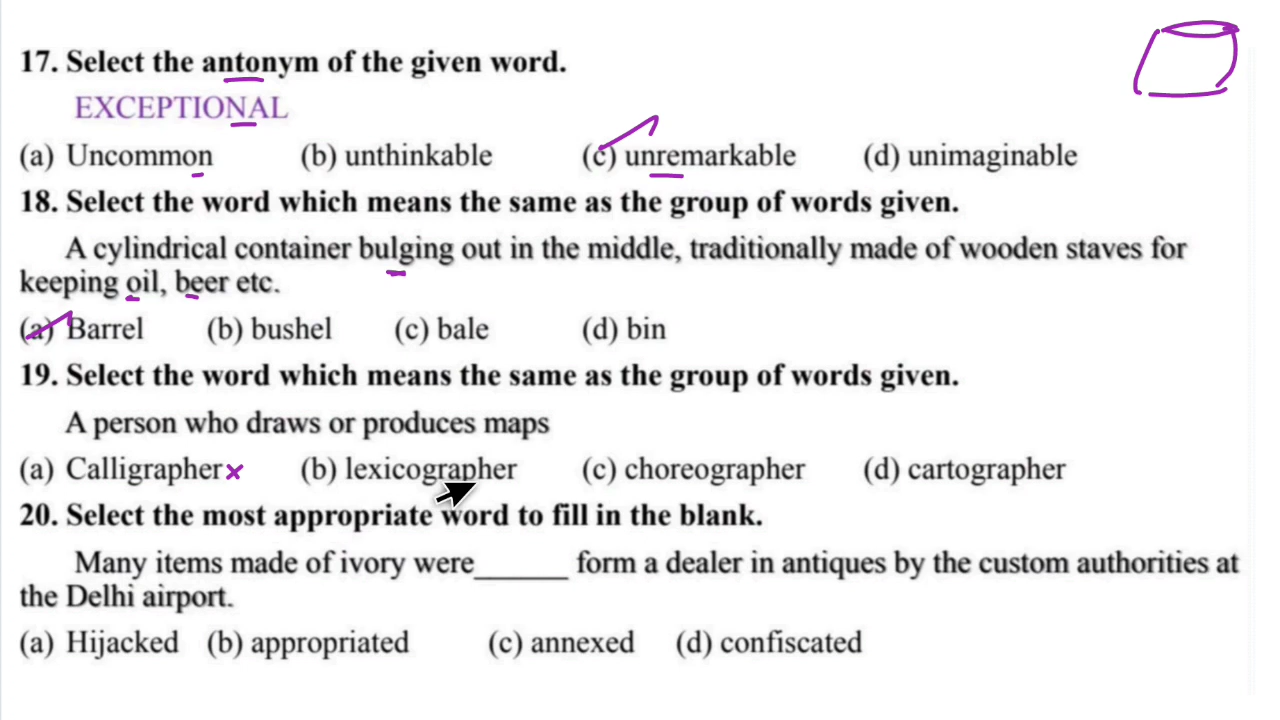 17. Select the antonym of the given word.
EXCEPTIONAL
(a) Uncommon (b) unthinkable (c) unremarkable (d) unimaginable
18. Select the word which means the same as the group of words given.
A cylindrical container bulging out in the middle, traditionally made of wooden staves for
keeping oil, beer etc.
(a) Barrel (b) bushel (c) bale (d) bin
19. Select the word which means the same as the group of words given.
A person who draws or produces maps
(a) Calligrapher x (b) lexicographer (c) choreographer (d) cartographer
20. Select the most appropriate word to fill in the blank.
Many items made of ivory were______ form a dealer in antiques by the custom authorities at
the Delhi airport.
(a) Hijacked (b) appropriated (c) annexed (d) confiscated